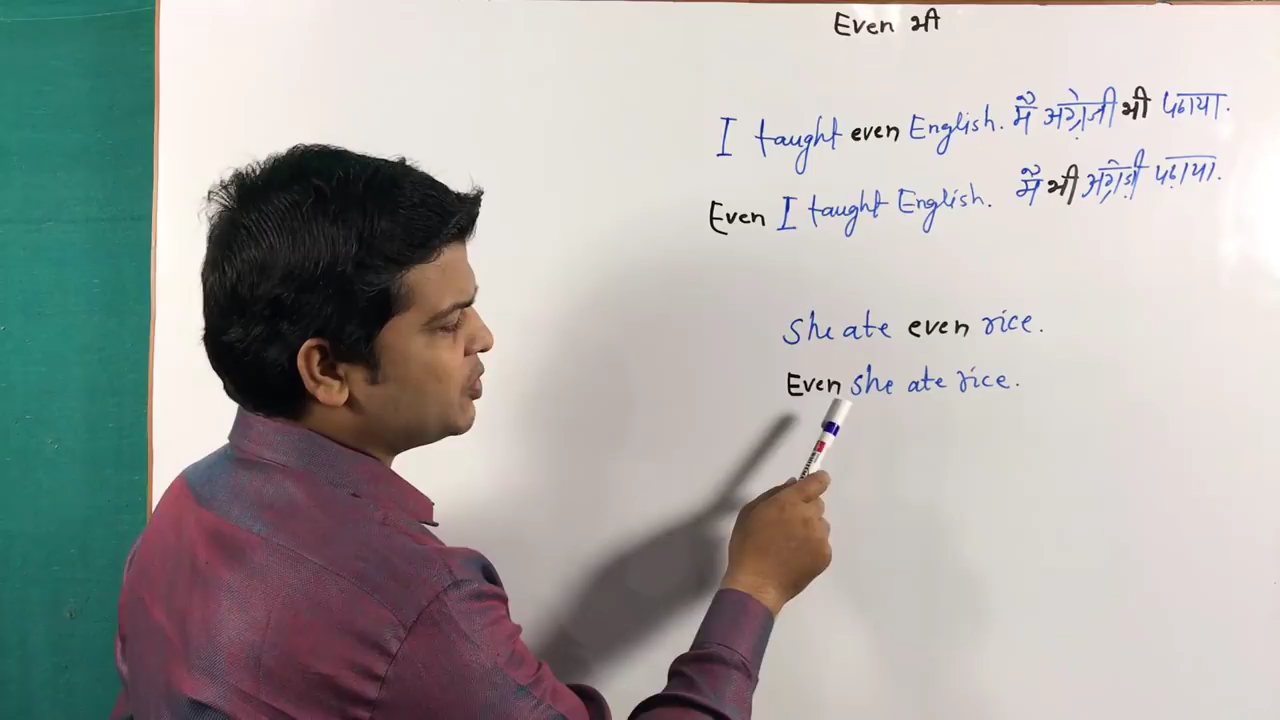 Even भी
I taught even English. मैं अंग्रेजी भी पढाया.
Even I taught English. मैं भी अंग्रेजी पढ़ाया.
She ate even rice.
Even she ate rice.